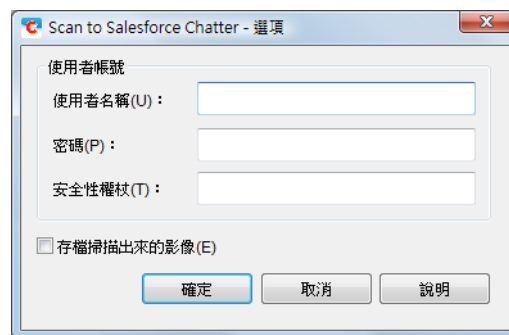 Scan to Salesforce Chatter - 選項
使用者帳號
使用者名稱(U)：
密碼(P)：
安全性權杖(T)：
存檔掃描出來的影像(E)
確定 取消 說明